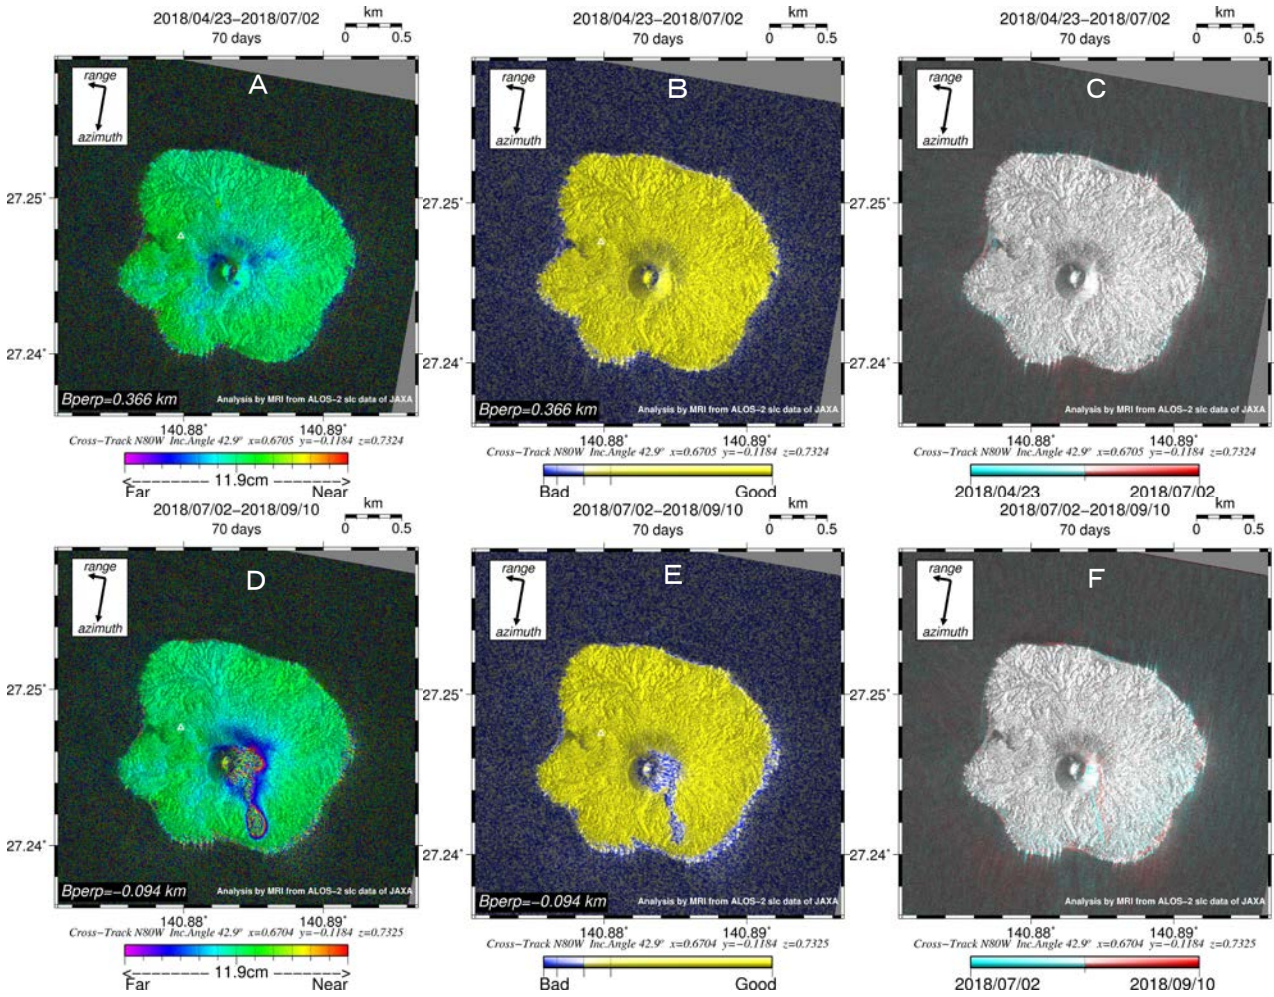 2018/04/23−2018/07/02
70 days
km
0 0.5
range
azimuth
A
27.25°
27.24°
Bperp=0.366 km
Analysis by MRI from ALOS−2 slc data of JAXA
140.88° 140.89°
Cross−Track N80W Inc.Angle 42.9° x=0.6705 y=−0.1184 z=0.7324
<−−−−−−− 11.9cm −−−−−−−>
Far Near
2018/04/23−2018/07/02
70 days
km
0 0.5
range
azimuth
B
27.25°
27.24°
Bperp=0.366 km
Analysis by MRI from ALOS−2 slc data of JAXA
140.88° 140.89°
Cross−Track N80W Inc.Angle 42.9° x=0.6705 y=−0.1184 z=0.7324
Bad Good
2018/04/23−2018/07/02
70 days
km
0 0.5
range
azimuth
C
27.25°
27.24°
Analysis by MRI from ALOS−2 slc data of JAXA
140.88° 140.89°
Cross−Track N80W Inc.Angle 42.9° x=0.6705 y=−0.1184 z=0.7324
2018/04/23 2018/07/02
2018/07/02−2018/09/10
70 days
km
0 0.5
range
azimuth
D
27.25°
27.24°
Bperp=−0.094 km
Analysis by MRI from ALOS−2 slc data of JAXA
140.88° 140.89°
Cross−Track N80W Inc.Angle 42.9° x=0.6704 y=−0.1184 z=0.7325
<−−−−−−− 11.9cm −−−−−−−>
Far Near
2018/07/02−2018/09/10
70 days
km
0 0.5
range
azimuth
E
27.25°
27.24°
Bperp=−0.094 km
Analysis by MRI from ALOS−2 slc data of JAXA
140.88° 140.89°
Cross−Track N80W Inc.Angle 42.9° x=0.6704 y=−0.1184 z=0.7325
Bad Good
2018/07/02−2018/09/10
70 days
km
0 0.5
range
azimuth
F
27.25°
27.24°
Analysis by MRI from ALOS−2 slc data of JAXA
140.88° 140.89°
Cross−Track N80W Inc.Angle 42.9° x=0.6704 y=−0.1184 z=0.7325
2018/07/02 2018/09/10